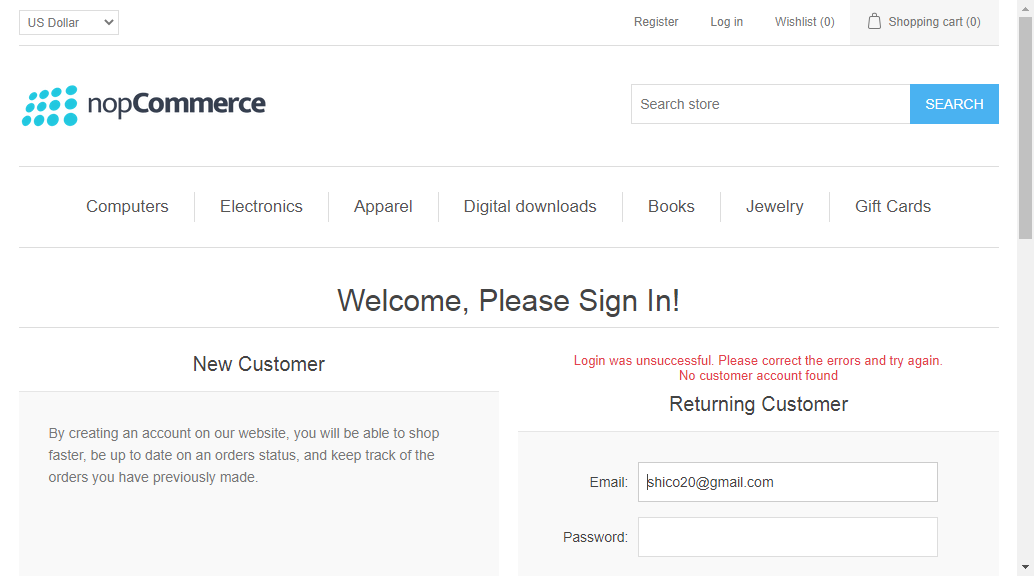 US Dollar
Register
Log in
Wishlist (0)
Shopping cart (0)
nopCommerce
Search store
SEARCH
Computers
Electronics
Apparel
Digital downloads
Books
Jewelry
Gift Cards
Welcome, Please Sign In!
New Customer
By creating an account on our website, you will be able to shop
faster, be up to date on an orders status, and keep track of the
orders you have previously made.
Login was unsuccessful. Please correct the errors and try again.
No customer account found
Returning Customer
Email:
shico20@gmail.com
Password: